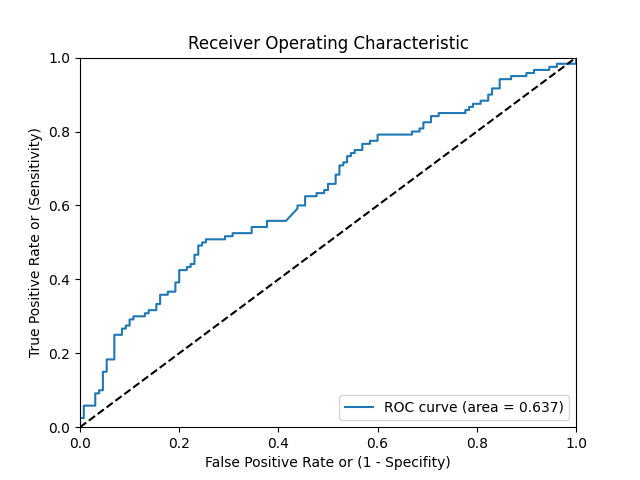 Receiver Operating Characteristic
1.0
0.8
0.6
0.4
0.2
0.0
True Positive Rate or (Sensitivity)
ROC curve (area = 0.637)
0.0 0.2 0.4 0.6 0.8 1.0
False Positive Rate or (1 - Specifity)